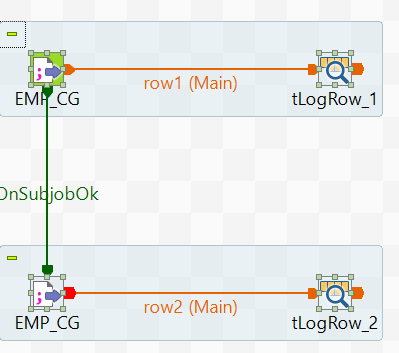 row1 (Main)
EMP_CG
tLogRow_1
OnSubjobOk
row2 (Main)
EMP_CG
tLogRow_2